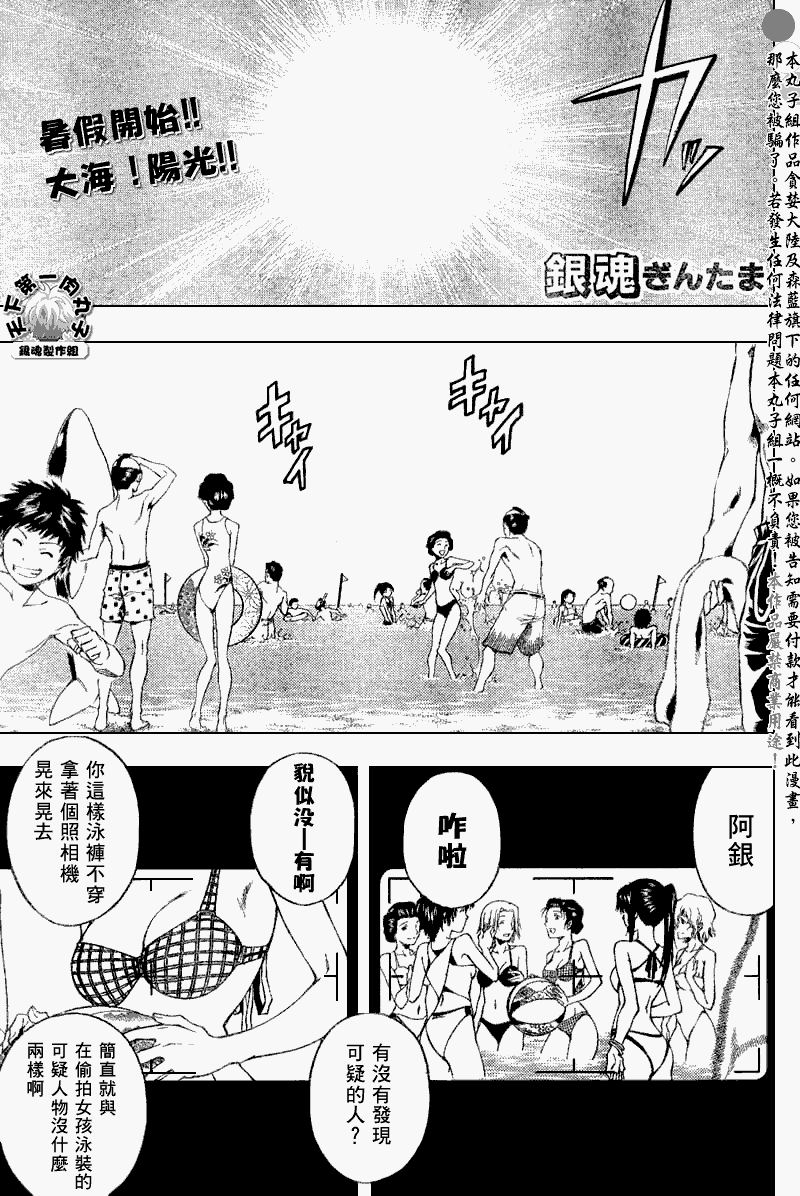 暑假開始!!
大海！陽光!!
カッ
銀魂ぎんたま
天下第一肉丸子
銀魂製作組
本丸子組作品貪婪大陸及森藍旗下的任何網站。如果您被告知需要付款才能看到此漫畫，
那麼您被騙了。若發生任何法律問題本丸子組一概不負責！本作品嚴禁商業用途！
キャイ
キャイ
阿銀
咋啦
有沒有發現
可疑的人？
貌似沒—有啊
你這樣泳褲不穿
拿著個照相機
晃來晃去
簡直就與
在偷拍女孩泳裝的
可疑人物沒什麼
兩樣啊